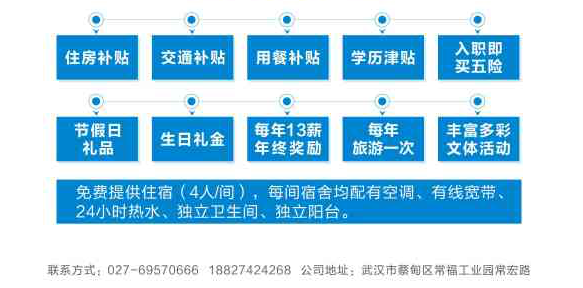 住房补贴 交通补贴 用餐补贴 学历津贴 入职即
买五险
节假日
礼品
生日礼金
每年13薪
年终奖励
每年
旅游一次
丰富多彩
文体活动
免费提供住宿（4人/间），每间宿舍均配有空调、有线宽带、
24小时热水、独立卫生间、独立阳台。
联系方式：027-69570666 18827424268 公司地址：武汉市蔡甸区常福工业园常宏路